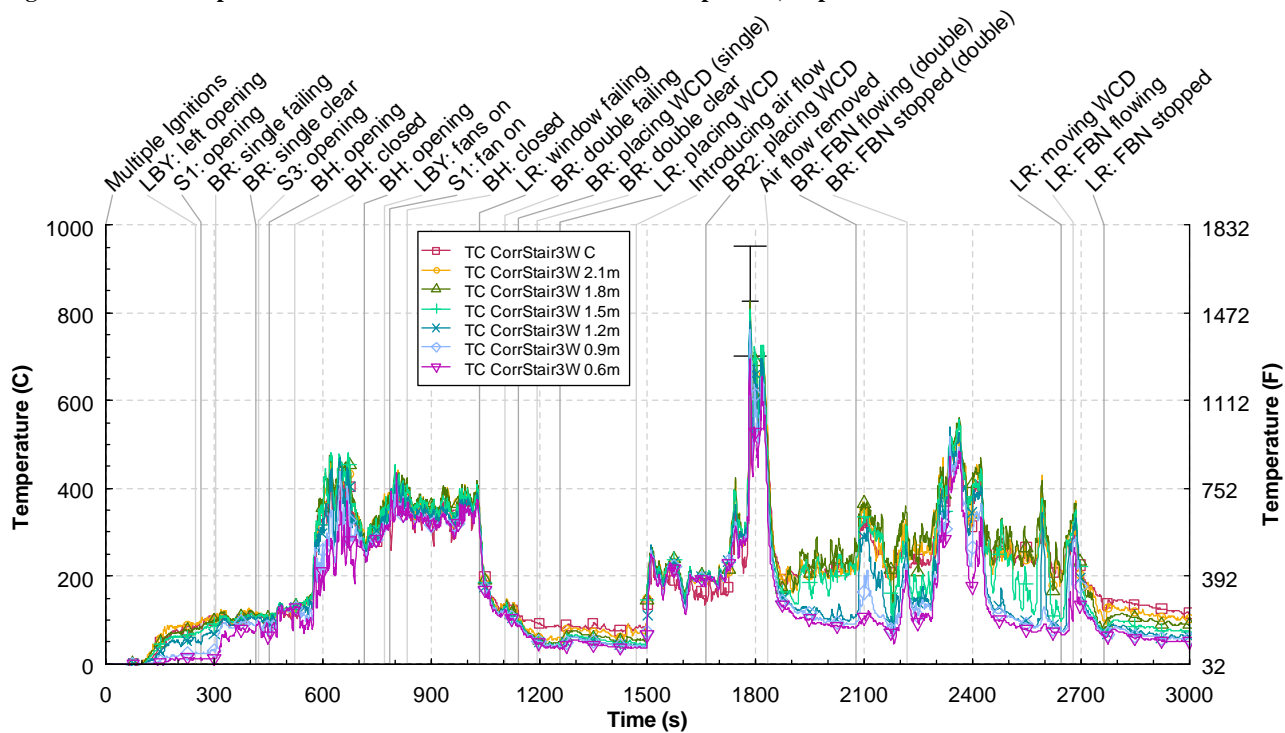 Multiple Ignitions
LBY: left opening
S1: opening
BR: single failing
BR: single clear
S3: opening
BH: opening
BH: closed
BH: opening
LBY: fans on
S1: fan on
BH: closed
LR: window failing
BR: double failing
BR: placing WCD (single)
BR: double clear
LR: placing WCD
Introducing air flow
BR2: placing WCD
Air flow removed
BR: FBN flowing (double)
BR: FBN stopped (double)
LR: moving WCD
LR: FBN flowing
LR: FBN stopped
1000
800
600
400
200
0
Temperature (C)
TC CorrStair3W C
TC CorrStair3W 2.1m
TC CorrStair3W 1.8m
TC CorrStair3W 1.5m
TC CorrStair3W 1.2m
TC CorrStair3W 0.9m
TC CorrStair3W 0.6m
1832
1472
1112
752
392
32
Temperature (F)
0 300 600 900 1200 1500 1800 2100 2400 2700 3000
Time (s)